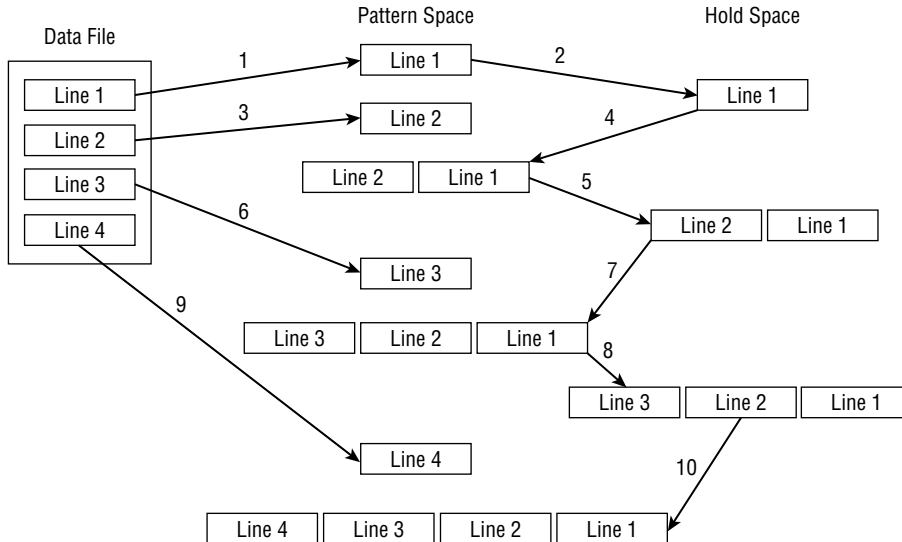 Pattern Space
Hold Space
Data File
1
2
Line 1
Line 1
Line 1
3
4
Line 2
Line 2
Line 3
Line 2
Line 1
5
6
Line 4
Line 2
Line 1
7
Line 3
9
Line 3
Line 2
Line 1
8
Line 3
Line 2
Line 1
Line 4
10
Line 4
Line 3
Line 2
Line 1